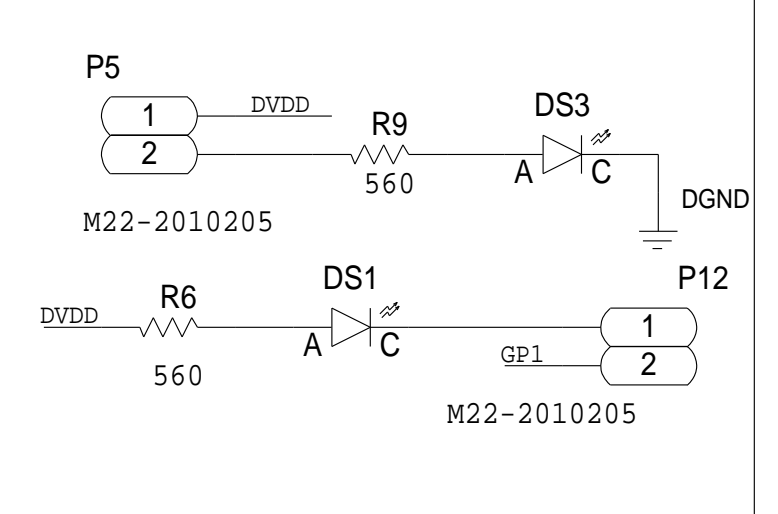 P5
1
DVDD
2
R9
560
DS3
A
C
DGND
M22-2010205
DVDD
R6
560
DS1
A
C
P12
1
GP1
2
M22-2010205